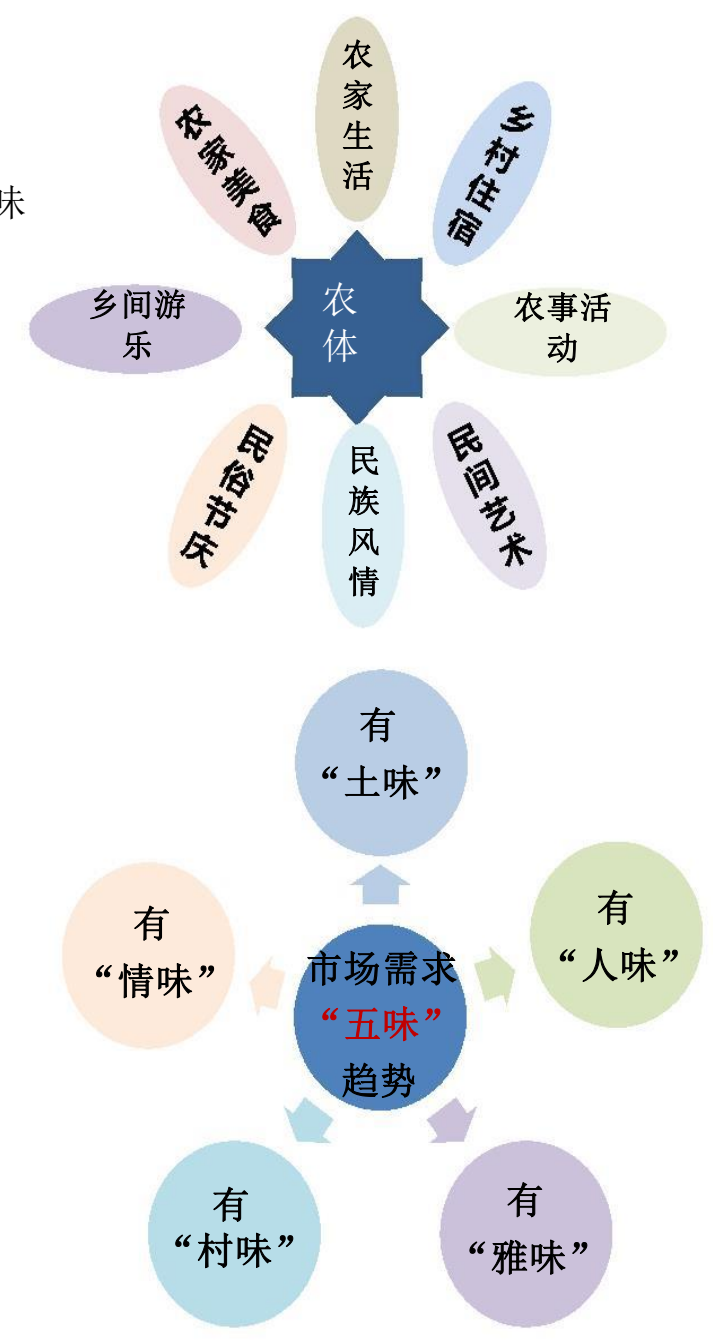 农
家
生
活
农
家
美
食
乡
村
住
宿
味
农
体
乡间游
乐
农事活
动
民
俗
节
庆
民
族
风
情
民
间
艺
术
有
“土味”
有
“情味”
有
“人味”
市场需求
“五味”
趋势
有
“村味”
有
“雅味”